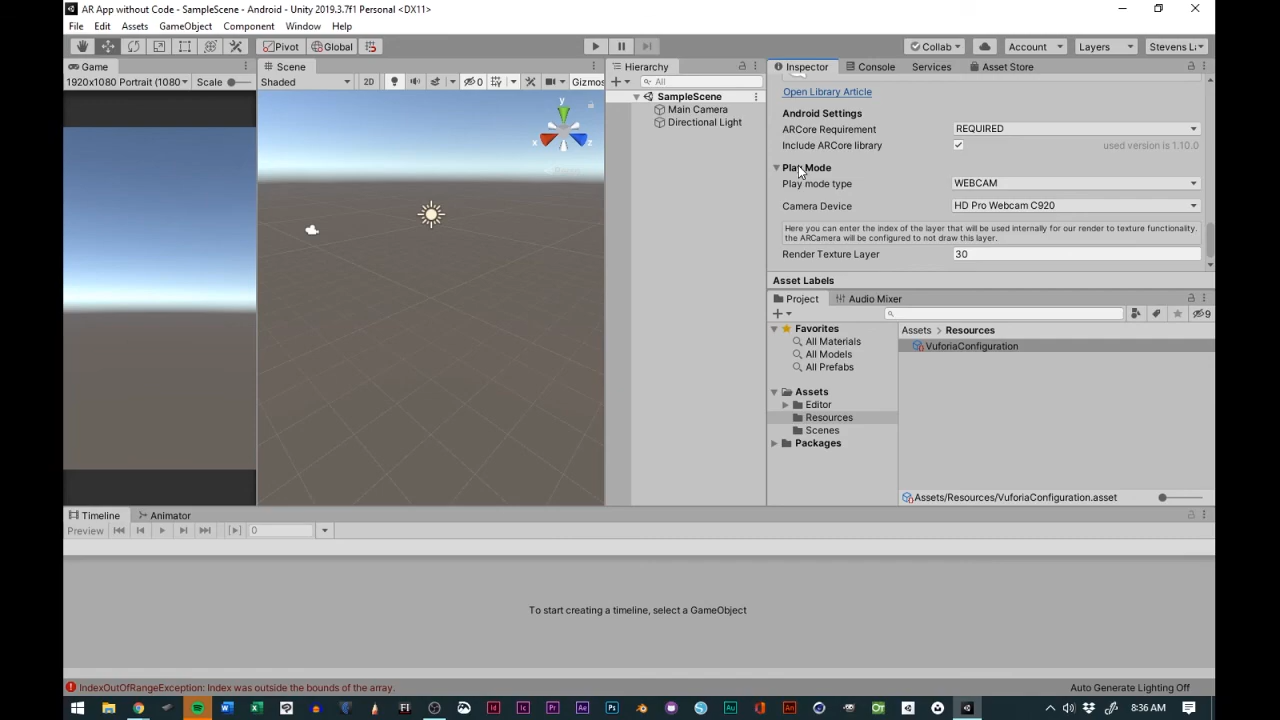 AR App without Code - SampleScene - Android - Unity 2019.3.7f1 Personal <DX11>
File Edit Assets GameObject Component Window Help
Pivot Global Collab Account Layers Stevens L:
Game Scene Hierarchy Inspector Console Services Asset Store
1920x1080 Portrait (1080 Scale Shaded 2D 0 Gizmos All
SampleScene
Main Camera
Directional Light
y
x
z
Open Library Article
Android Settings
ARCore Requirement REQUIRED
Include ARCore library used version is 1.10.0
Play Mode
Play mode type WEBCAM
Camera Device HD Pro Webcam C920
Here you can enter the index of the layer that will be used internally for our render to texture functionality.
the ARCamera will be configured to not draw this layer.
Render Texture Layer 30
Asset Labels
Project Audio Mixer
9
Favorites
All Materials
All Models
All Prefabs
Assets
Editor
Resources
Scenes
Packages
Assets > Resources
VuforiaConfiguration
Assets/Resources/VuforiaConfiguration.asset
Timeline Animator
Preview 0
To start creating a timeline, select a GameObject
IndexOutOfRangeException: Index was outside the bounds of the array.
Auto Generate Lighting Off
8:36 AM